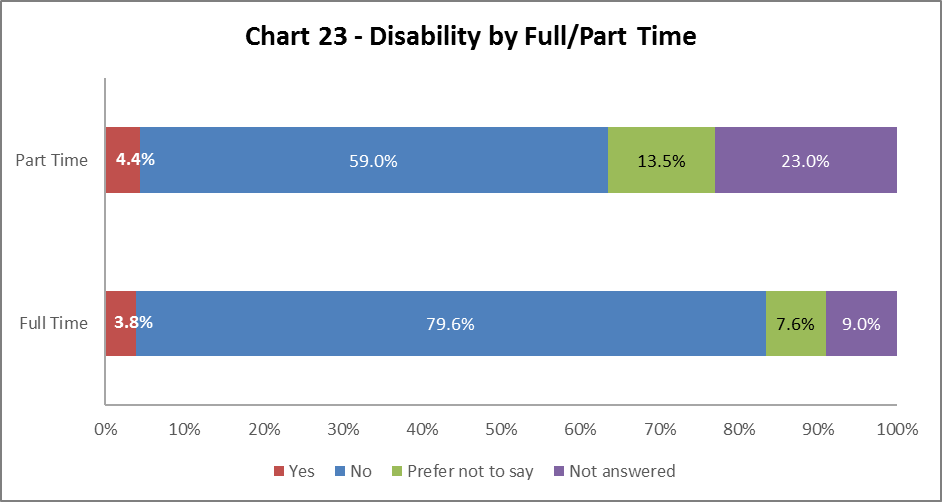 Chart 23 - Disability by Full/Part Time
Part Time 4.4% 59.0% 13.5% 23.0%
Full Time 3.8% 79.6% 7.6% 9.0%
0% 10% 20% 30% 40% 50% 60% 70% 80% 90% 100%
Yes No Prefer not to say Not answered